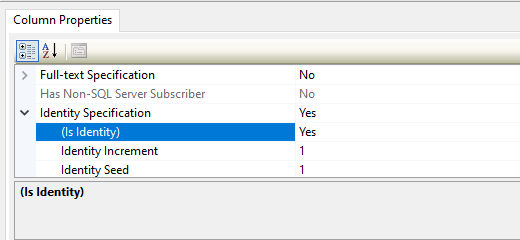 Column Properties
A
Z
Full-text Specification No
Has Non-SQL Server Subscriber No
Identity Specification Yes
(Is Identity) Yes
Identity Increment 1
Identity Seed 1
(Is Identity)